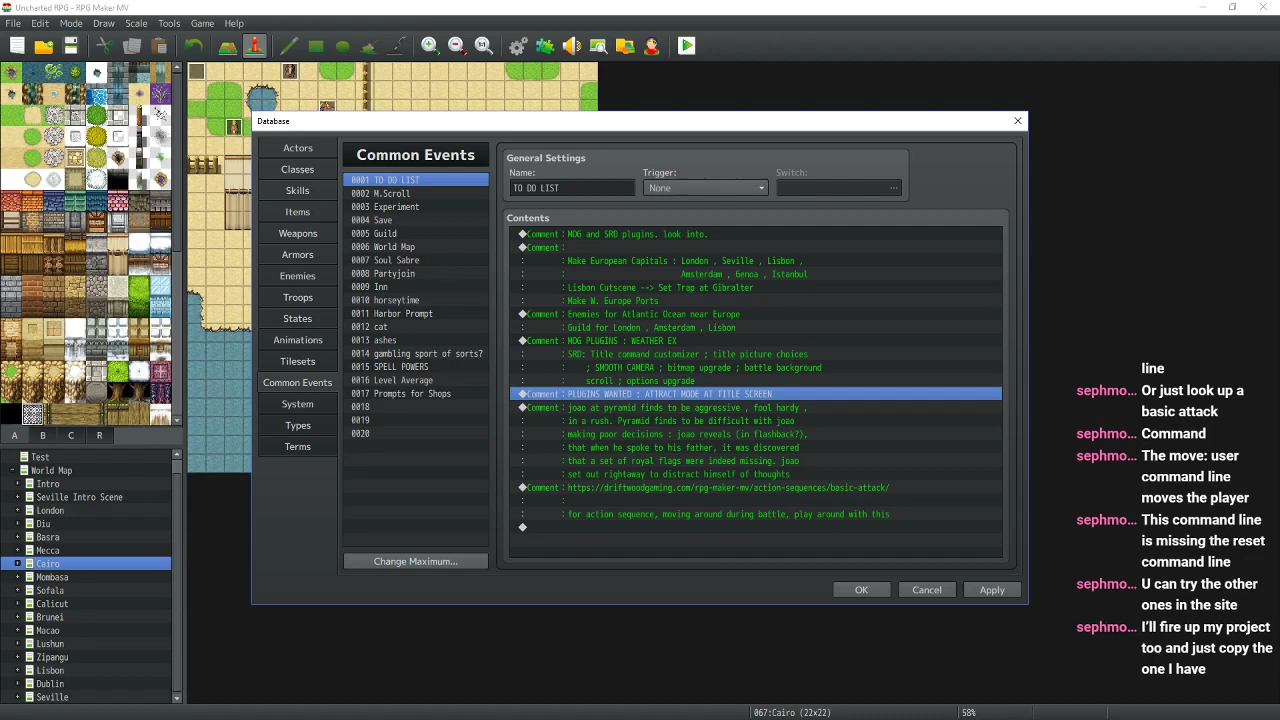 Uncharted RPG - RPG Maker MV
File Edit Mode Draw Scale Tools Game Help
Database
Actors
Classes
Skills
Items
Weapons
Armors
Enemies
Troops
States
Animations
Tilesets
Common Events
System
Types
Terms
Common Events
0001 TO DO LIST
0002 M.Scroll
0003 Experiment
0004 Save
0005 Guild
0006 World Map
0007 Soul Sabre
0008 Partyjoin
0009 Inn
0010 horseytime
0011 Harbor Prompt
0012 cat
0013 ashes
0014 gambling sport of sorts?
0015 SPELL POWERS
0016 Level Average
0017 Prompts for Shops
0018
0019
0020
Change Maximum...
General Settings
Name: Trigger: Switch:
TO DO LIST None ...
Contents
◆Comment : MOG and SRD plugins. look into.
◆Comment :
: : Make European Capitals : London , Seville , Lisbon ,
: : Amsterdam , Genoa , Istanbul
: : Lisbon Cutscene --> Set Trap at Gibralter
: : Make W. Europe Ports
◆Comment : Enemies for Atlantic Ocean near Europe
: : Guild for London , Amsterdam , Lisbon
◆Comment : MOG PLUGINS : WEATHER EX
: : SRD: Title command customizer ; title picture choices
: : ; SMOOTH CAMERA ; bitmap upgrade ; battle background
: : scroll ; options upgrade
◆Comment : PLUGINS WANTED : ATTRACT MODE AT TITLE SCREEN
◆Comment : joao at pyramid finds to be aggressive , fool hardy ,
: : in a rush. Pyramid finds to be difficult with joao
: : making poor decisions : joao reveals (in flashback?),
: : that when he spoke to his father, it was discovered
: : that a set of royal flags were indeed missing. joao
: : set out rightaway to distract himself of thoughts
◆Comment : https://driftwoodgaming.com/rpg-maker-mv/action-sequences/basic-attack/
: :
: : for action sequence, moving around during battle, play around with this
◆
OK Cancel Apply
A B C R
Test
World Map
Intro
Seville Intro Scene
London
Diu
Basra
Mecca
Cairo
Mombasa
Sofala
Calicut
Brunei
Macao
Lushun
Zipangu
Lisbon
Dublin
Seville
line
sephmo... Or just look up a
basic attack
sephmo... Command
sephmo... The move: user
command line
moves the player
sephmo... This command line
is missing the reset
command line
sephmo... U can try the other
ones in the site
sephmo... I'll fire up my project
too and just copy the
one I have
067:Cairo (22x22) 58%